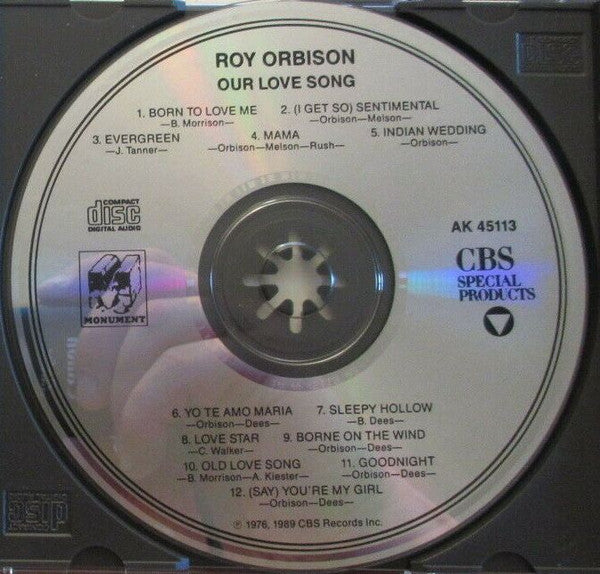 ROY ORBISON
OUR LOVE SONG
1. BORN TO LOVE ME 2. (I GET SO) SENTIMENTAL
—B. Morrison— —Orbison—Melson—
3. EVERGREEN 4. MAMA 5. INDIAN WEDDING
—J. Tanner— —Orbison—Melson—Rush— —Orbison—
COMPACT
disc
DIGITAL AUDIO
AK 45113
MONUMENT
CBS
SPECIAL
PRODUCTS
6. YO TE AMO MARIA 7. SLEEPY HOLLOW
—Orbison—Dees— —B. Dees—
8. LOVE STAR 9. BORNE ON THE WIND
—C. Walker— —Orbison—Dees—
10. OLD LOVE SONG 11. GOODNIGHT
—B. Morrison—A. Kiester— —Orbison—Dees—
12. (SAY) YOU'RE MY GIRL
—Orbison—Dees—
℗ 1976, 1989 CBS Records Inc.
disc